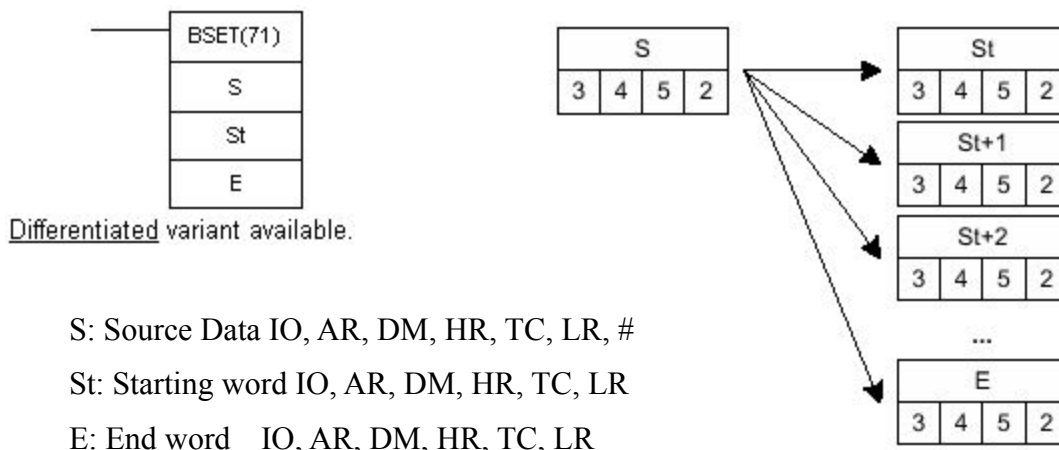 BSET(71)
S
St
E
Differentiated variant available.
S
3 4 5 2
St
3 4 5 2
St+1
3 4 5 2
St+2
3 4 5 2
...
E
3 4 5 2
S: Source Data IO, AR, DM, HR, TC, LR, #
St: Starting word IO, AR, DM, HR, TC, LR
E: End word IO, AR, DM, HR, TC, LR